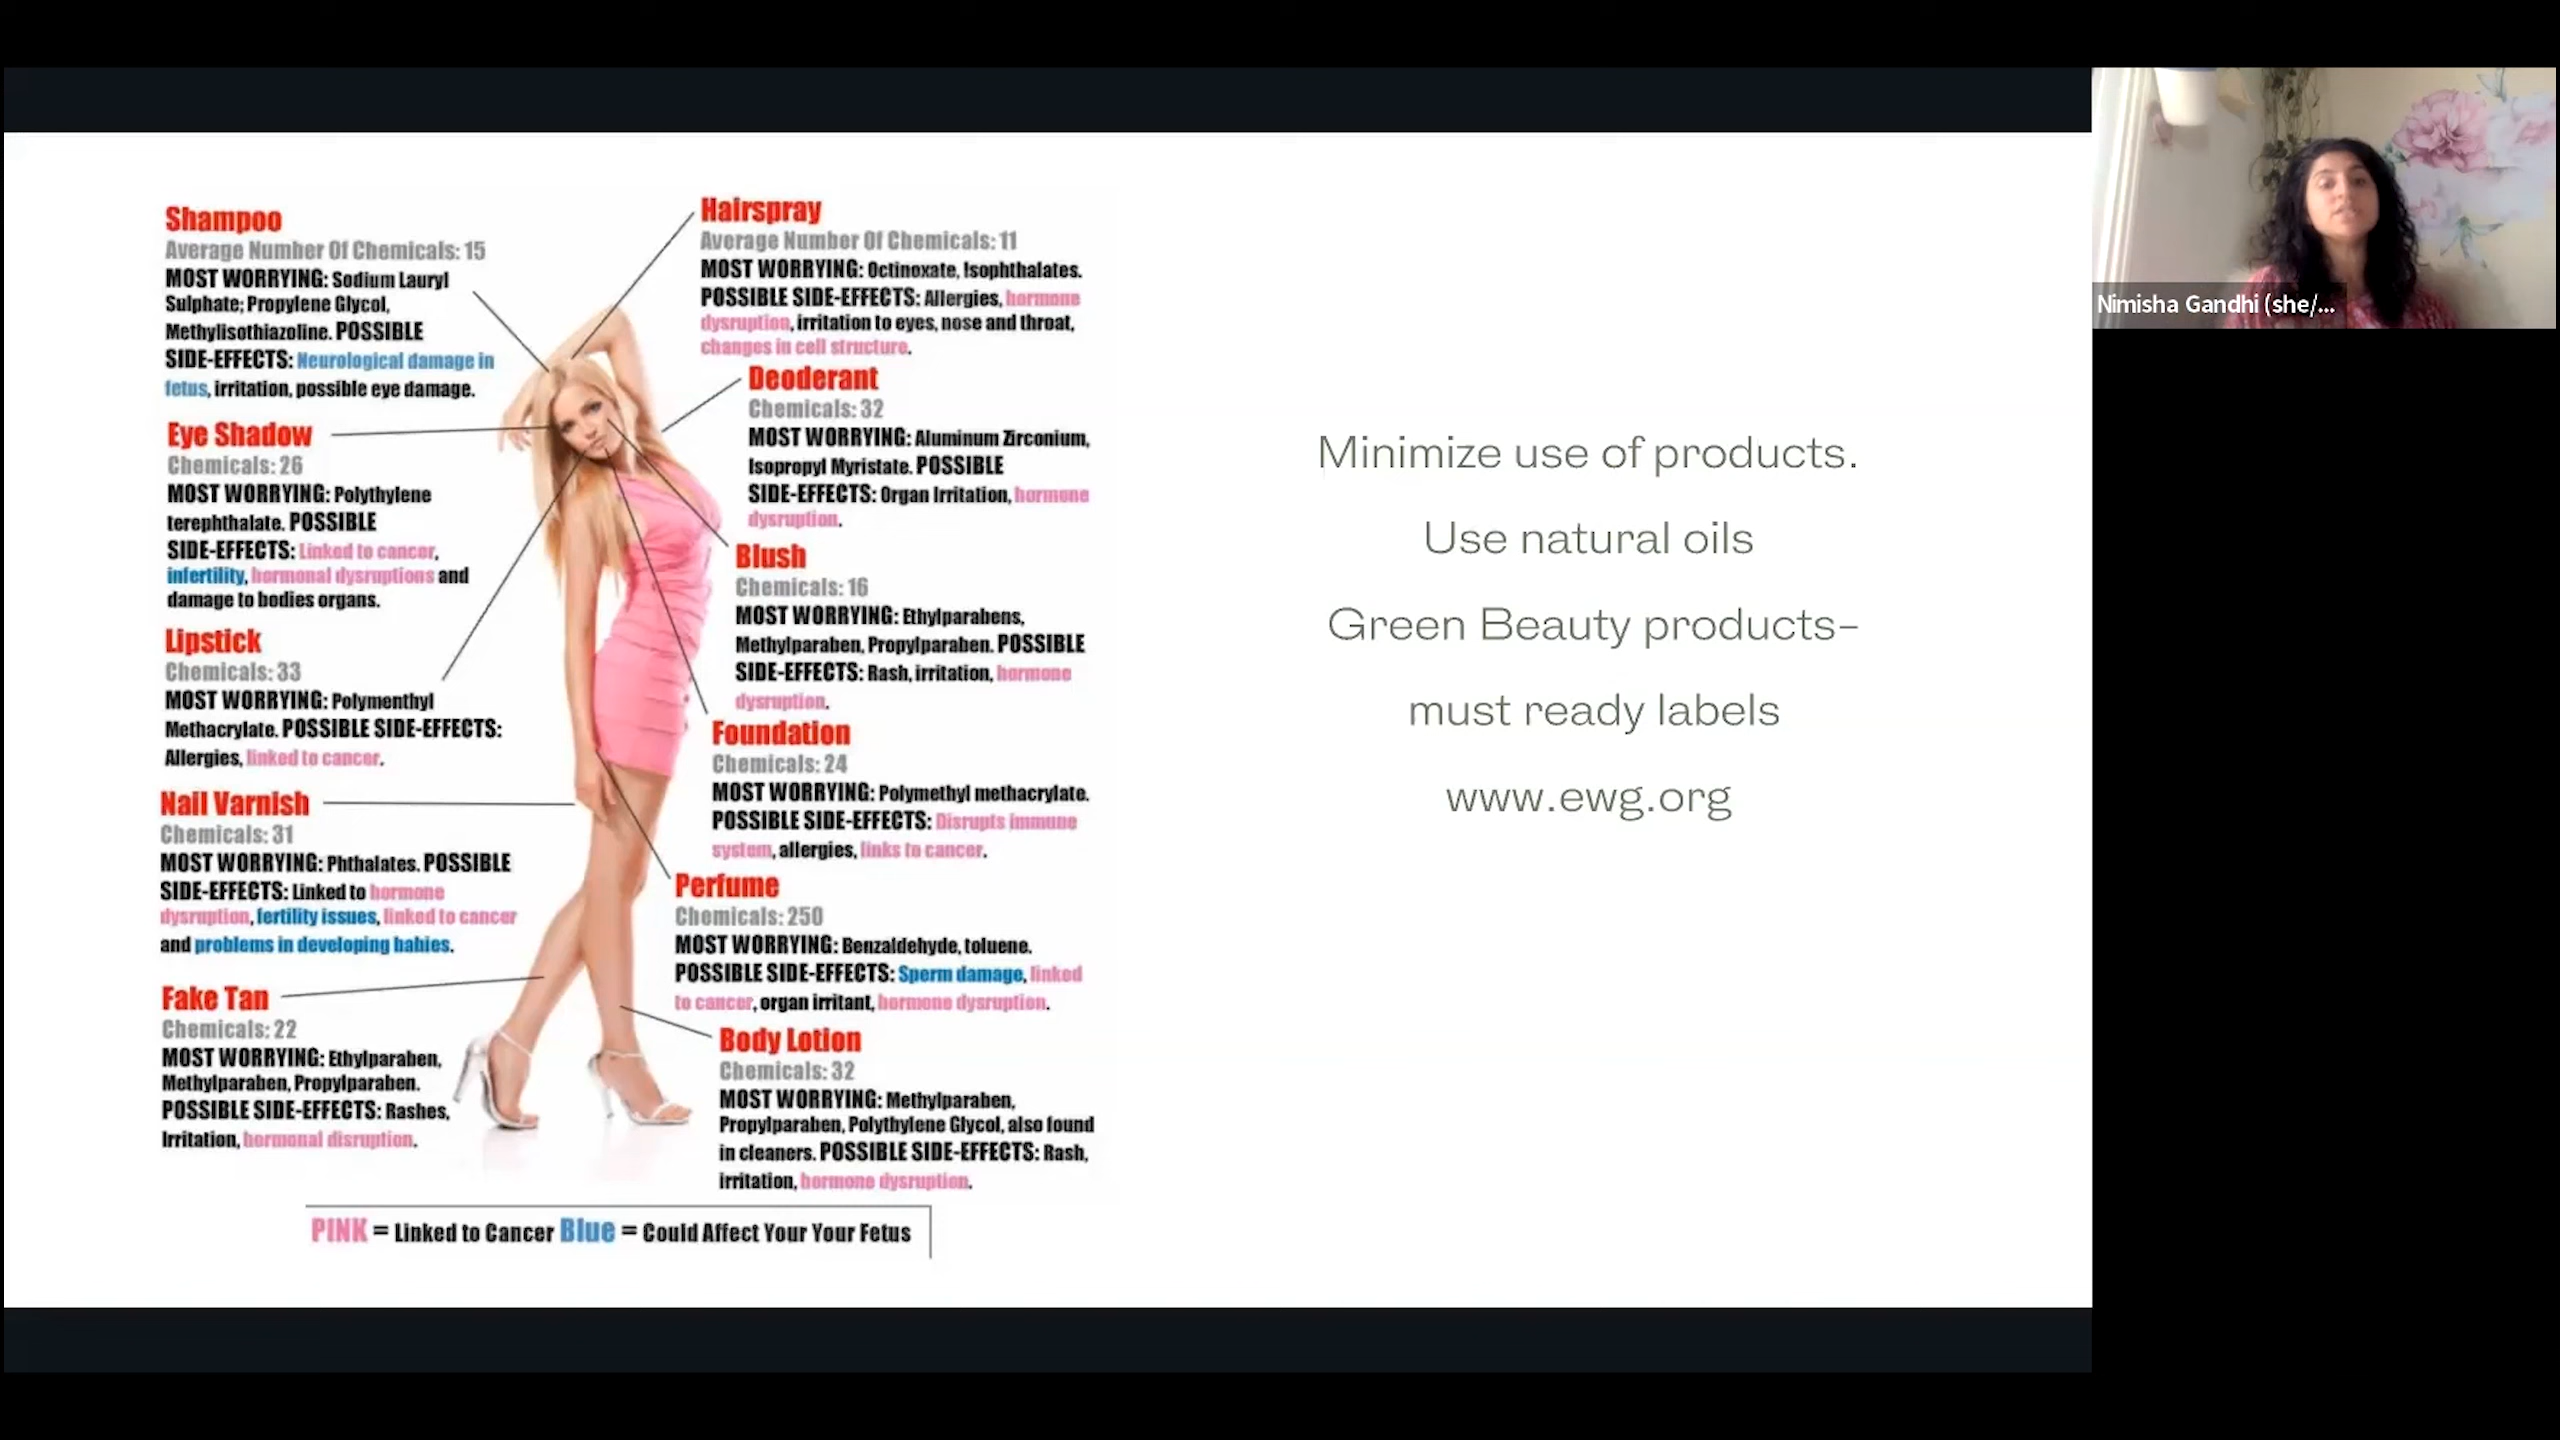 Shampoo
Average Number Of Chemicals: 15
MOST WORRYING: Sodium Lauryl
Sulphate; Propylene Glycol,
Methylisothiazoline. POSSIBLE
SIDE-EFFECTS: Neurological damage in
fetus, irritation, possible eye damage.
Eye Shadow
Chemicals: 26
MOST WORRYING: Polythylene
terephthalate. POSSIBLE
SIDE-EFFECTS: Linked to cancer,
infertility, hormonal dysruptions and
damage to bodies organs.
Lipstick
Chemicals: 33
MOST WORRYING: Polymenthyl
Methacrylate. POSSIBLE SIDE-EFFECTS:
Allergies, linked to cancer.
Nail Varnish
Chemicals: 31
MOST WORRYING: Phthalates. POSSIBLE
SIDE-EFFECTS: Linked to hormone
dysruption, fertility issues, linked to cancer
and problems in developing babies.
Fake Tan
Chemicals: 22
MOST WORRYING: Ethylparaben,
Methylparaben, Propylparaben.
POSSIBLE SIDE-EFFECTS: Rashes,
Irritation, hormonal disruption.
Hairspray
Average Number Of Chemicals: 11
MOST WORRYING: Octinoxate, Isophthalates.
POSSIBLE SIDE-EFFECTS: Allergies, hormone
dysruption, irritation to eyes, nose and throat,
changes in cell structure.
Deoderant
Chemicals: 32
MOST WORRYING: Aluminum Zirconium,
Isopropyl Myristate. POSSIBLE
SIDE-EFFECTS: Organ Irritation, hormone
dysruption.
Blush
Chemicals: 16
MOST WORRYING: Ethylparabens,
Methylparaben, Propylparaben. POSSIBLE
SIDE-EFFECTS: Rash, irritation, hormone
dysruption.
Foundation
Chemicals: 24
MOST WORRYING: Polymethyl methacrylate.
POSSIBLE SIDE-EFFECTS: Disrupts immune
system, allergies, links to cancer.
Perfume
Chemicals: 250
MOST WORRYING: Benzaldehyde, toluene.
POSSIBLE SIDE-EFFECTS: Sperm damage, linked
to cancer, organ irritant, hormone dysruption.
Body Lotion
Chemicals: 32
MOST WORRYING: Methylparaben,
Propylparaben, Polythylene Glycol, also found
in cleaners. POSSIBLE SIDE-EFFECTS: Rash,
irritation, hormone dysruption.
PINK = Linked to Cancer Blue = Could Affect Your Your Fetus
Minimize use of products.
Use natural oils
Green Beauty products-
must ready labels
www.ewg.org
Nimisha Gandhi (she/...